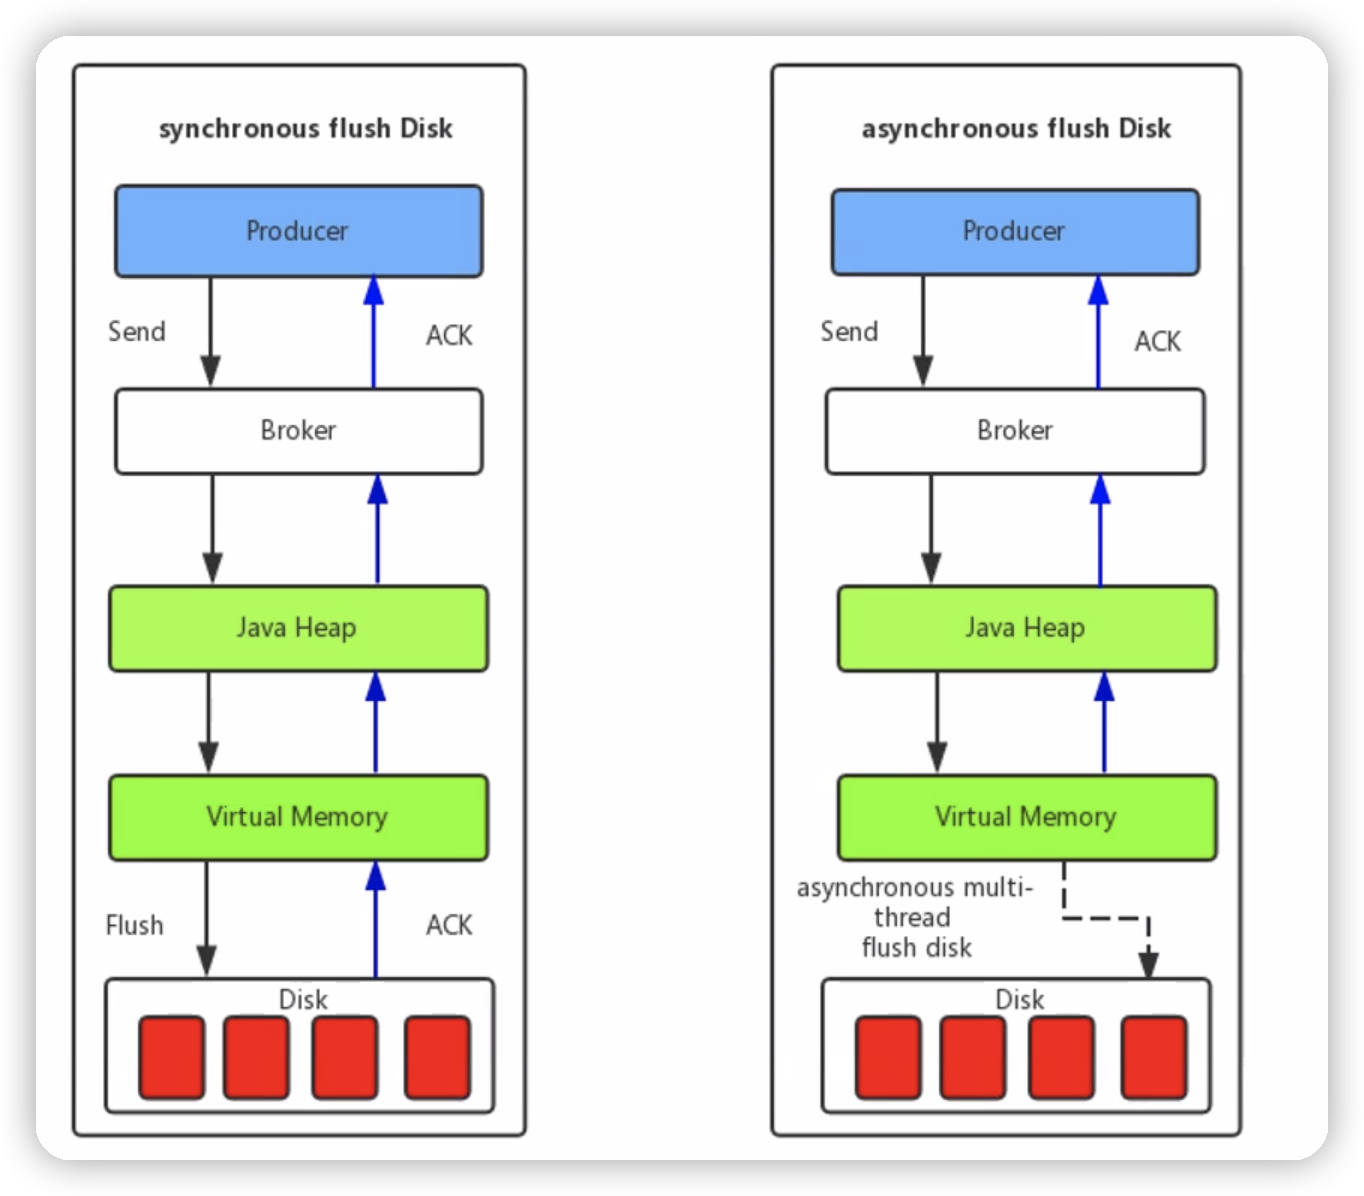 synchronous flush Disk
Producer
Send
ACK
Broker
Java Heap
Virtual Memory
Flush
ACK
Disk
asynchronous flush Disk
Producer
Send
ACK
Broker
Java Heap
Virtual Memory
asynchronous multi-
thread
flush disk
Disk